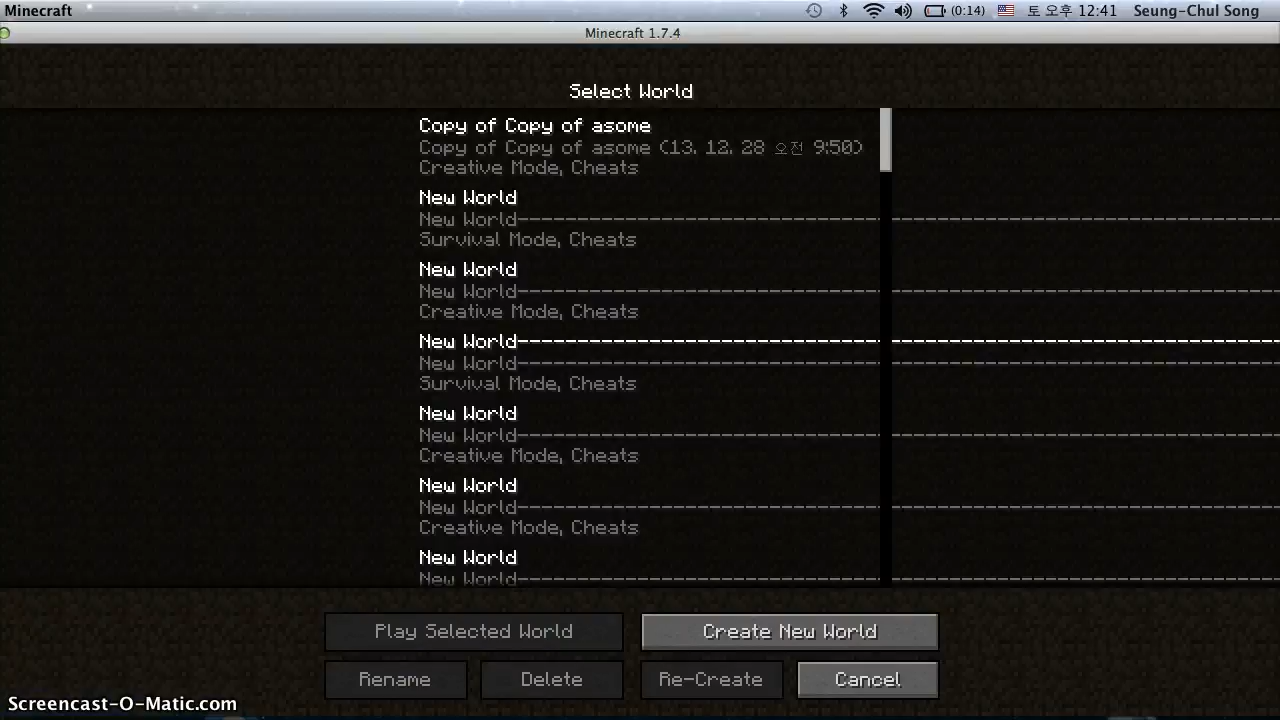 Minecraft (0:14) 토 오후 12:41 Seung-Chul Song
Minecraft 1.7.4
Select World
Copy of Copy of asome
Copy of Copy of asome (13. 12. 28 오전 9:50)
Creative Mode, Cheats
New World
New World-----------------------------------------------------------------------
Survival Mode, Cheats
New World
New World-----------------------------------------------------------------------
Creative Mode, Cheats
New World-----------------------------------------------------------------------
New World-----------------------------------------------------------------------
Survival Mode, Cheats
New World
New World-----------------------------------------------------------------------
Creative Mode, Cheats
New World
New World-----------------------------------------------------------------------
Creative Mode, Cheats
New World
New World-----------------------------------------------------------------------
Play Selected World Create New World
Rename Delete Re-Create Cancel
Screencast-O-Matic.com